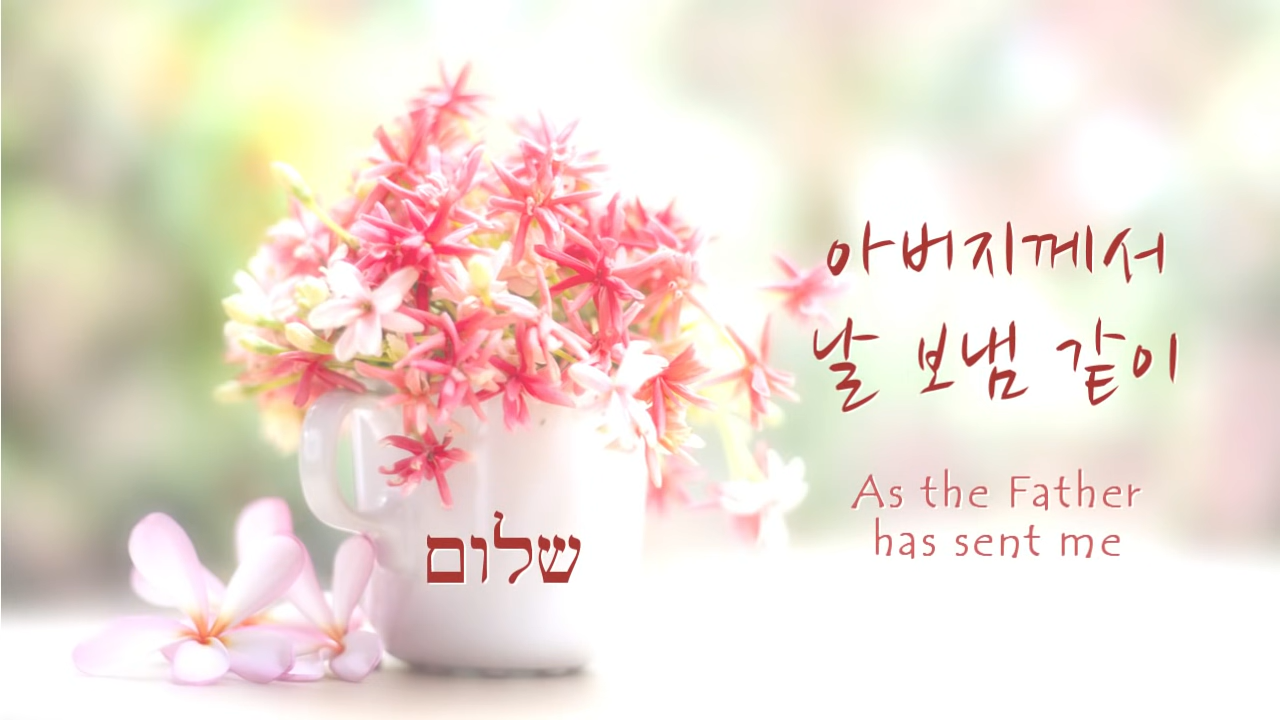 아버지께서
날 보냄 같이
As the Father
has sent me
שלום